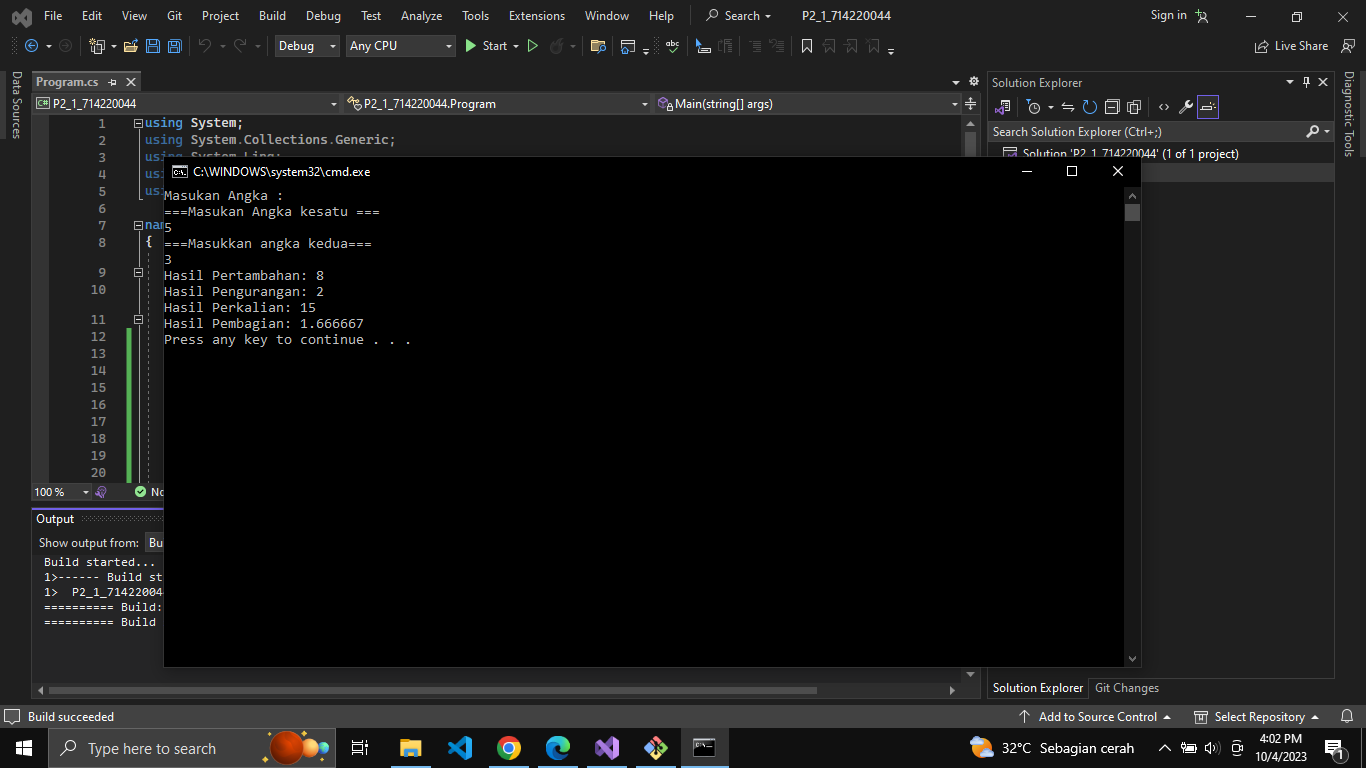 File Edit View Git Project Build Debug Test Analyze Tools Extensions Window Help Search P2_1_714220044 Sign in
Debug Any CPU Start Live Share
Data Sources
Program.cs
P2_1_714220044 P2_1_714220044.Program Main(string[] args)
1 using System;
2 using System.Collections.Generic;
3 using System.Linq;
4 us
5 us
6
7 nam
8 {
9
10
11
12
13
14
15
16
17
18
19
20
100 % No
Output
Show output from: Bu
Build started...
1>------ Build st
1> P2_1_71422004
========== Build:
========== Build
C:\WINDOWS\system32\cmd.exe
Masukan Angka :
===Masukan Angka kesatu ===
5
===Masukkan angka kedua===
3
Hasil Pertambahan: 8
Hasil Pengurangan: 2
Hasil Perkalian: 15
Hasil Pembagian: 1.666667
Press any key to continue . . .
Solution Explorer
Search Solution Explorer (Ctrl+;)
Solution 'P2_1_714220044' (1 of 1 project)
Diagnostic Tools
Solution Explorer Git Changes
Build succeeded Add to Source Control Select Repository
Type here to search 32°C Sebagian cerah 4:02 PM
10/4/2023 1